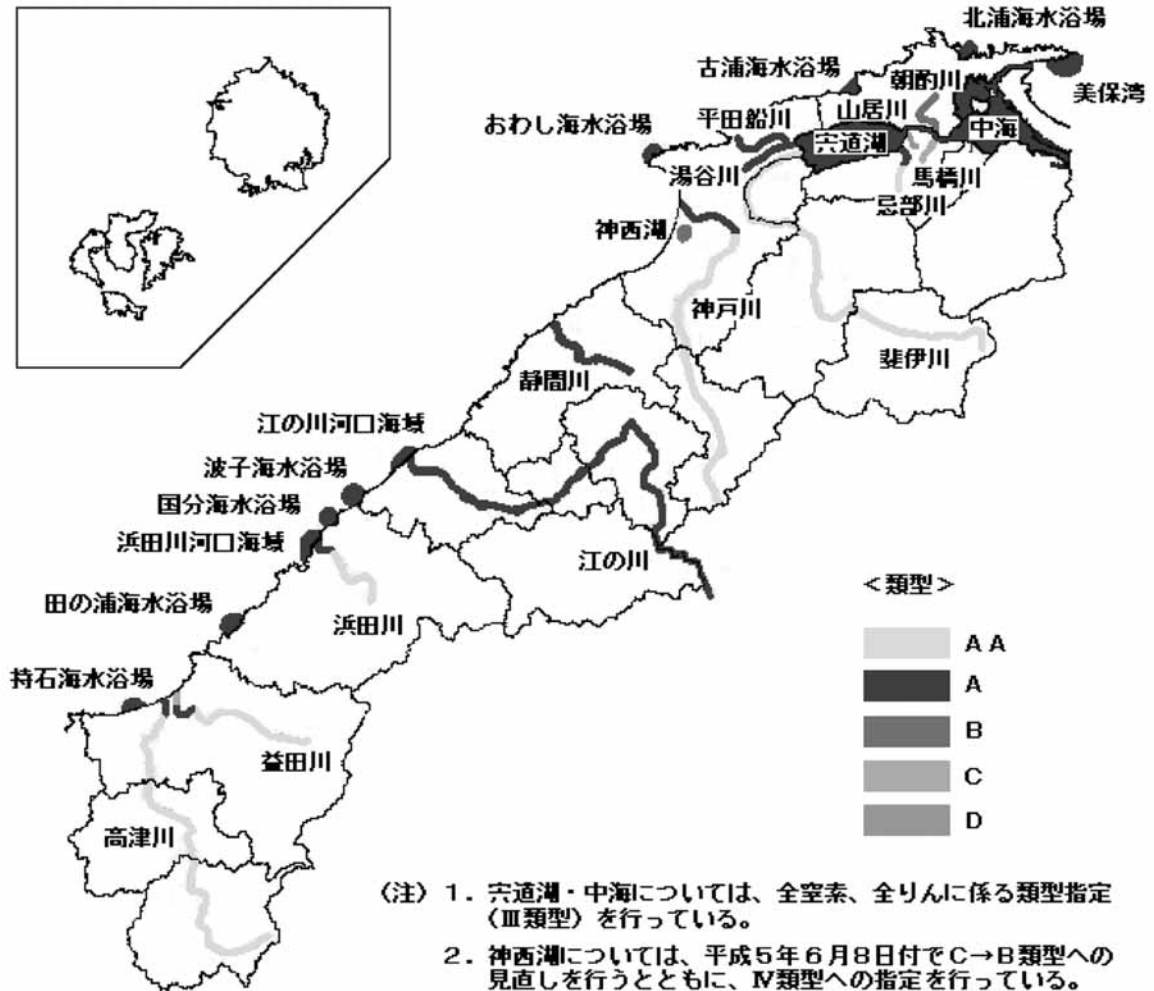 北浦海水浴場
古浦海水浴場
朝酌川
美保湾
山居川
平田船川
中海
おわし海水浴場
宍道湖
湯谷川
馬橋川
忌部川
神西湖
神戸川
斐伊川
静間川
江の川河口海域
波子海水浴場
国分海水浴場
浜田川河口海域
江の川
田の浦海水浴場
浜田川
持石海水浴場
益田川
高津川
<類型>
AA
A
B
C
D
(注) 1. 宍道湖・中海については、全窒素、全りんに係る類型指定
(Ⅲ類型)を行っている。
2. 神西湖については、平成5年6月8日付でC→B類型への
見直しを行うとともに、Ⅳ類型への指定を行っている。